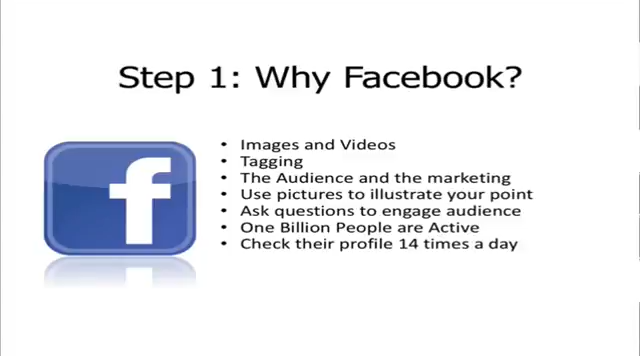 Step 1: Why Facebook?
• Images and Videos
• Tagging
• The Audience and the marketing
• Use pictures to illustrate your point
• Ask questions to engage audience
• One Billion People are Active
• Check their profile 14 times a day
f